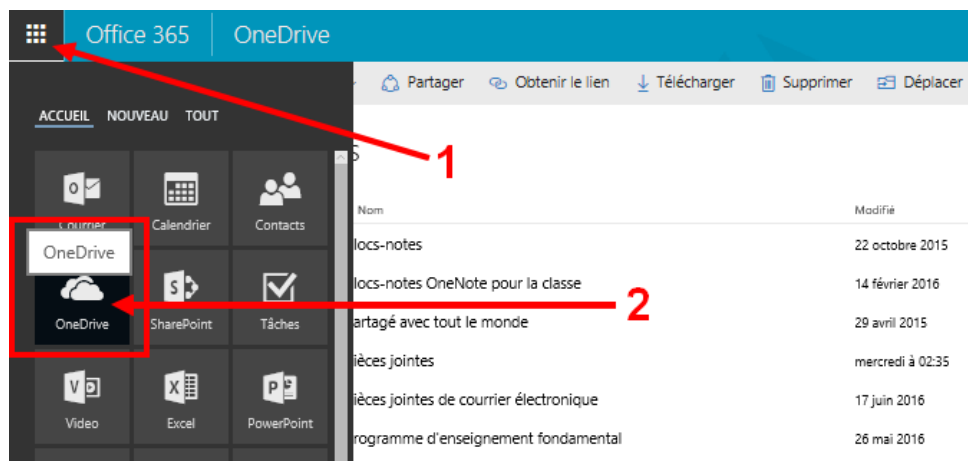 Office 365 OneDrive
Partager Obtenir le lien Télécharger Supprimer Déplacer
ACCUEIL NOUVEAU TOUT
1
S
Courrier Calendrier Contacts
Nom Modifié
OneDrive
locs-notes 22 octobre 2015
locs-notes OneNote pour la classe 14 février 2016
2
OneDrive SharePoint Tâches
artagé avec tout le monde 29 avril 2015
ièces jointes mercredi à 02:35
ièces jointes de courrier électronique 17 juin 2016
Video Excel PowerPoint
rogramme d'enseignement fondamental 26 mai 2016